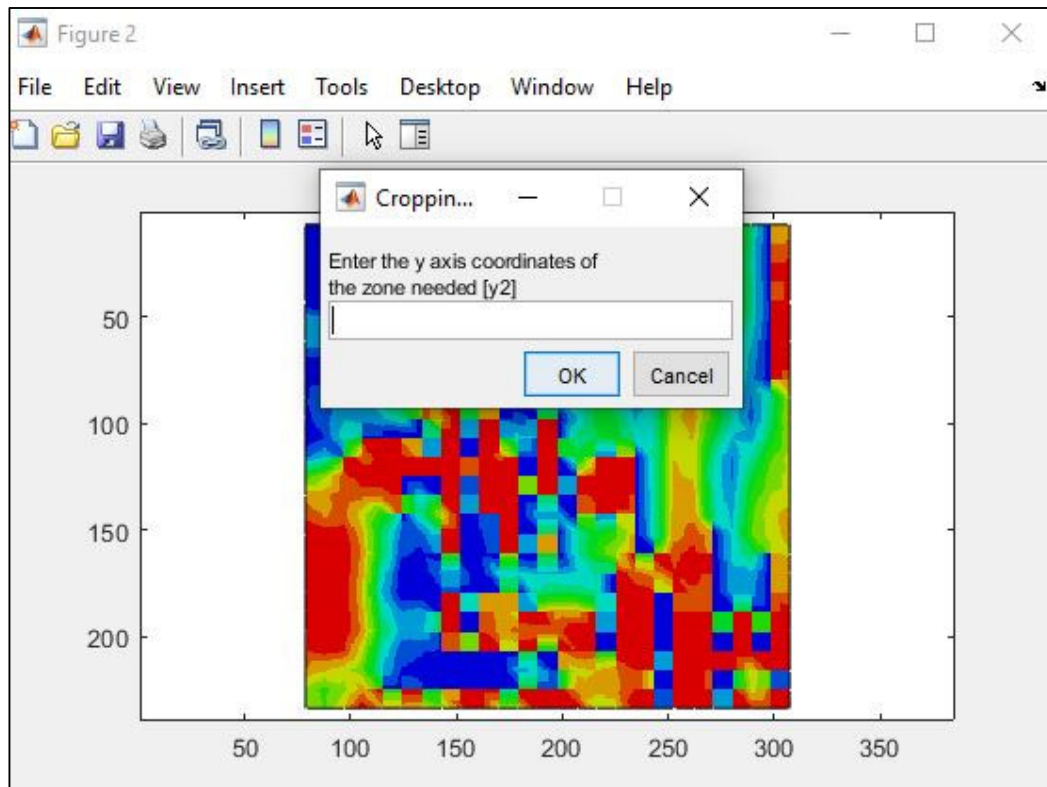 Figure 2
File Edit View Insert Tools Desktop Window Help
Croppin...
Enter the y axis coordinates of
the zone needed [y2]
OK Cancel
50
100
150
200
50 100 150 200 250 300 350